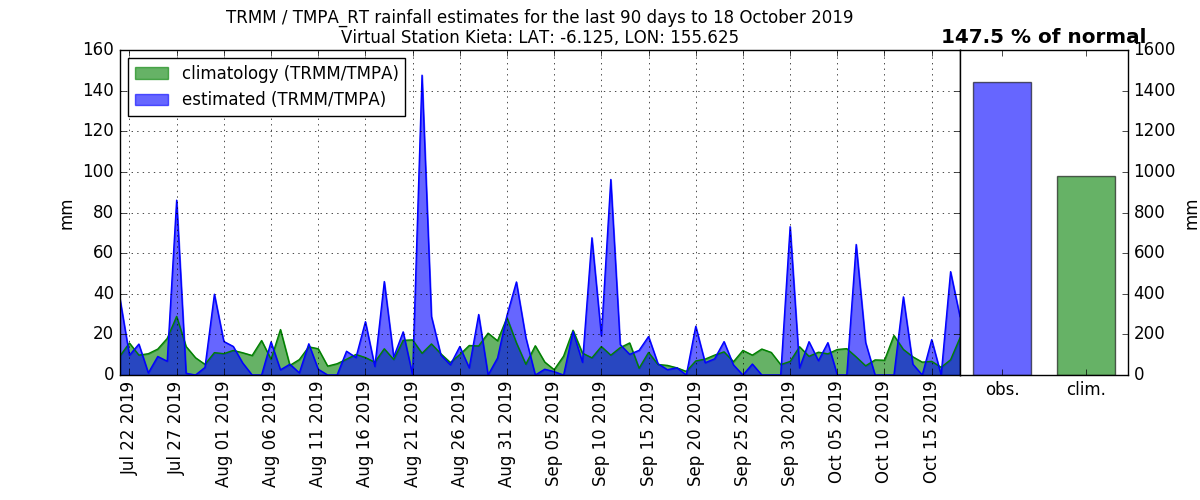 TRMM / TMPA_RT rainfall estimates for the last 90 days to 18 October 2019
Virtual Station Kieta: LAT: -6.125, LON: 155.625
147.5 % of normal
climatology (TRMM/TMPA)
estimated (TRMM/TMPA)
160
140
120
100
80
60
40
20
0
mm
Jul 22 2019
Jul 27 2019
Aug 01 2019
Aug 06 2019
Aug 11 2019
Aug 16 2019
Aug 21 2019
Aug 26 2019
Aug 31 2019
Sep 05 2019
Sep 10 2019
Sep 15 2019
Sep 20 2019
Sep 25 2019
Sep 30 2019
Oct 05 2019
Oct 10 2019
Oct 15 2019
obs.
clim.
1600
1400
1200
1000
800
600
400
200
0
mm